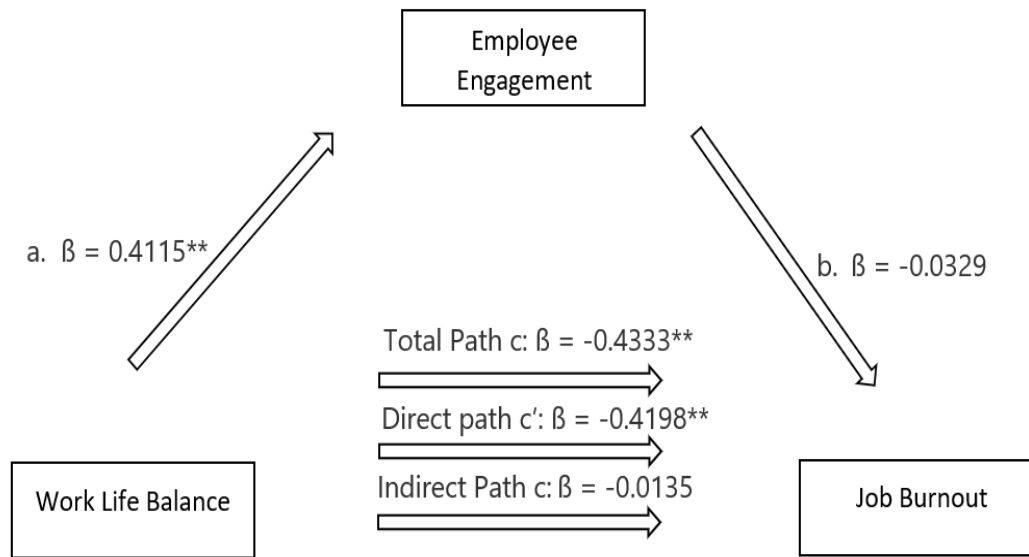 Employee
Engagement
a. ß = 0.4115**
b. ß = -0.0329
Total Path c: ß = -0.4333**
Direct path c’: ß = -0.4198**
Indirect Path c: ß = -0.0135
Work Life Balance
Job Burnout